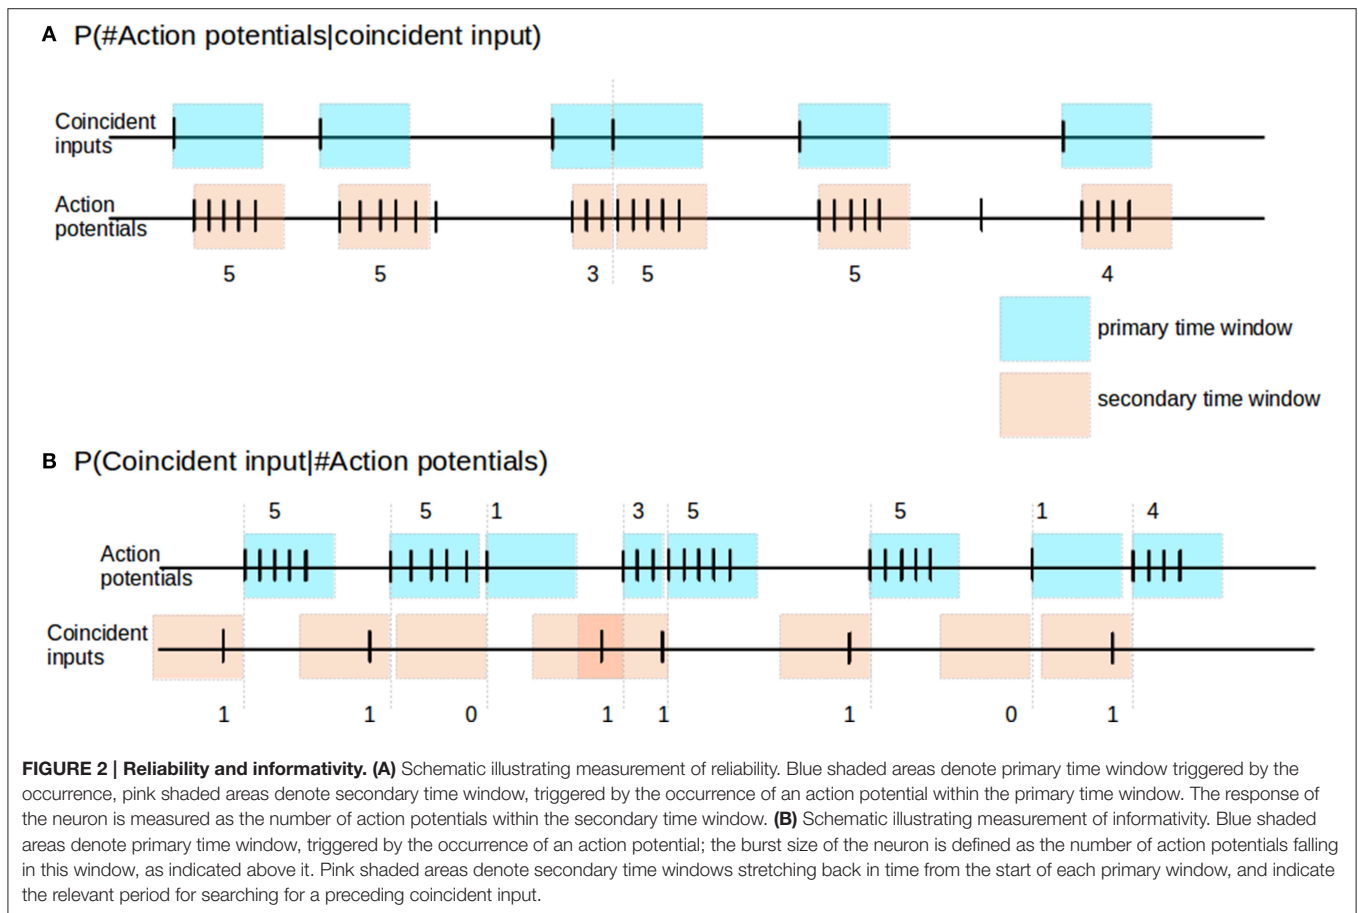 A P(#Action potentials|coincident input)
Coincident
inputs
Action
potentials
5 5 3 5 5 4
primary time window
secondary time window
B P(Coincident input|#Action potentials)
5 5 1 3 5 5 1 4
Action
potentials
Coincident
inputs
1 1 0 1 1 1 0 1
FIGURE 2 | Reliability and informativity. (A) Schematic illustrating measurement of reliability. Blue shaded areas denote primary time window triggered by the
occurrence, pink shaded areas denote secondary time window, triggered by the occurrence of an action potential within the primary time window. The response of
the neuron is measured as the number of action potentials within the secondary time window. (B) Schematic illustrating measurement of informativity. Blue shaded
areas denote primary time window, triggered by the occurrence of an action potential; the burst size of the neuron is defined as the number of action potentials falling
in this window, as indicated above it. Pink shaded areas denote secondary time windows stretching back in time from the start of each primary window, and indicate
the relevant period for searching for a preceding coincident input.